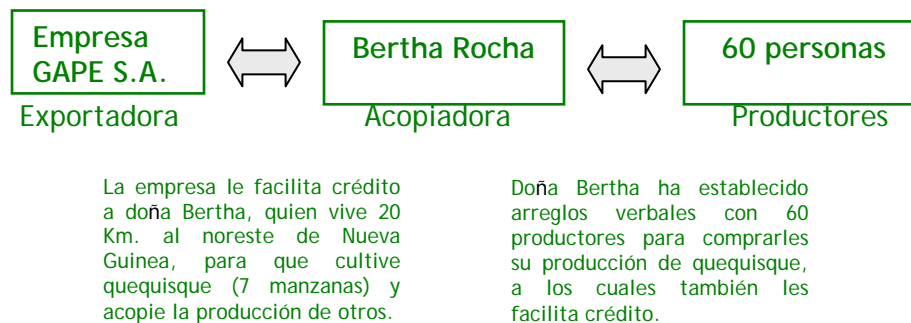 Empresa
GAPE S.A.
Bertha Rocha
60 personas
Exportadora
Acopiadora
Productores
La empresa le facilita crédito
a doña Bertha, quien vive 20
Km. al noreste de Nueva
Guinea, para que cultive
quequisque (7 manzanas) y
acopie la producción de otros.
Doña Bertha ha establecido
arreglos verbales con 60
productores para comprarles
su producción de quequisque,
a los cuales también les
facilita crédito.